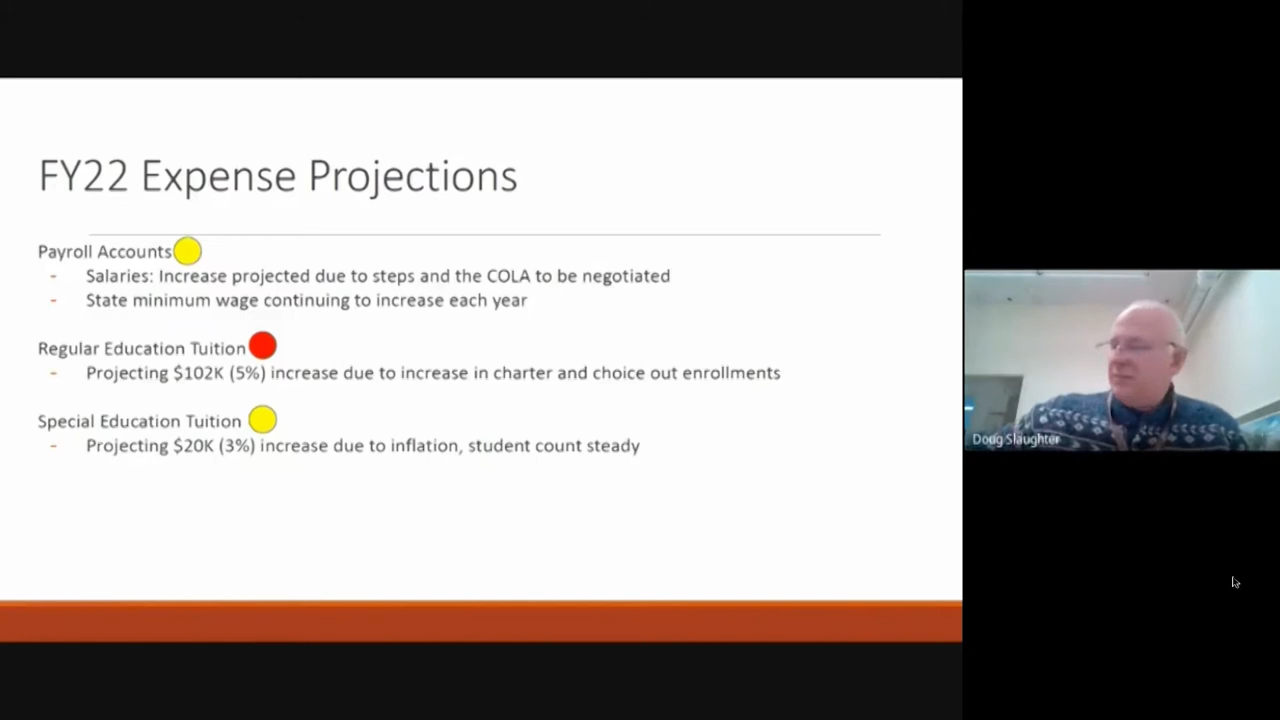 FY22 Expense Projections
Payroll Accounts
- Salaries: Increase projected due to steps and the COLA to be negotiated
- State minimum wage continuing to increase each year
Regular Education Tuition
- Projecting $102K (5%) increase due to increase in charter and choice out enrollments
Special Education Tuition
- Projecting $20K (3%) increase due to inflation, student count steady
Doug Slaughter